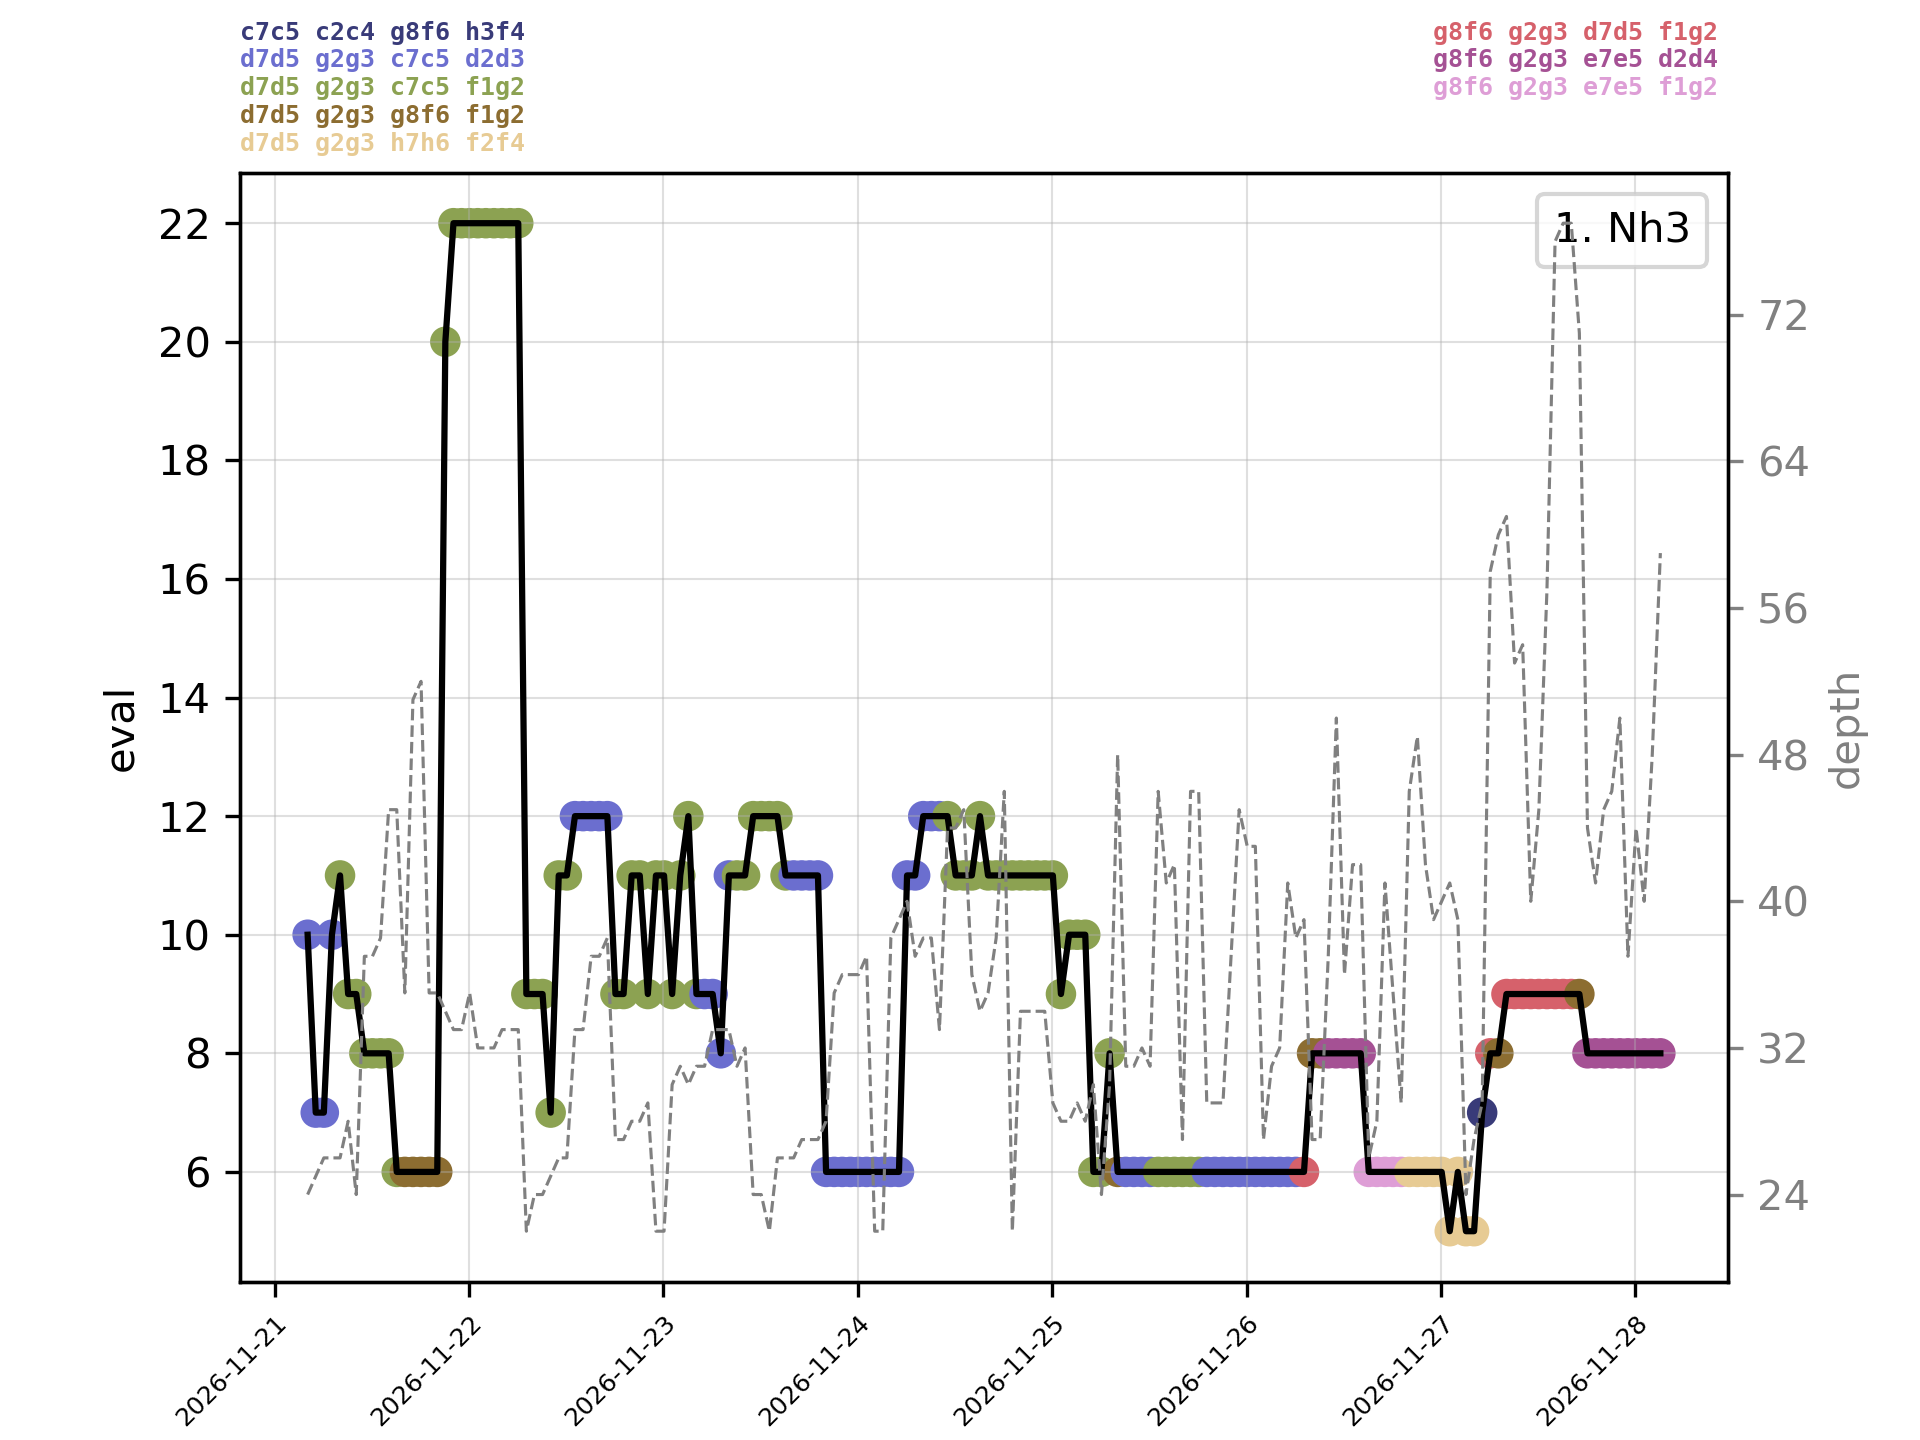 c7c5 c2c4 g8f6 h3f4
d7d5 g2g3 c7c5 d2d3
d7d5 g2g3 c7c5 f1g2
d7d5 g2g3 g8f6 f1g2
d7d5 g2g3 h7h6 f2f4
g8f6 g2g3 d7d5 f1g2
g8f6 g2g3 e7e5 d2d4
g8f6 g2g3 e7e5 f1g2
1. Nh3
22
20
18
16
14
12
10
8
6
eval
72
64
56
48
40
32
24
depth
2026-11-21
2026-11-22
2026-11-23
2026-11-24
2026-11-25
2026-11-26
2026-11-27
2026-11-28